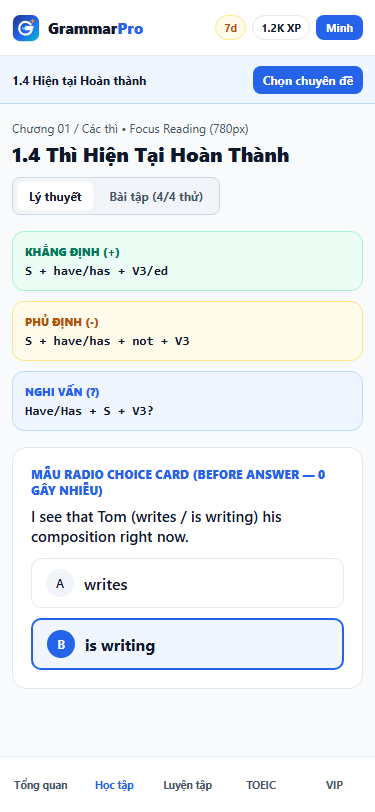 GrammarPro
7d
1.2K XP
Minh
1.4 Hiện tại Hoàn thành
Chọn chuyên đề
Chương 01 / Các thì • Focus Reading (780px)
1.4 Thì Hiện Tại Hoàn Thành
Lý thuyết
Bài tập (4/4 thử)
KHẲNG ĐỊNH (+)
S + have/has + V3/ed
PHỦ ĐỊNH (-)
S + have/has + not + V3
NGHI VẤN (?)
Have/Has + S + V3?
MẪU RADIO CHOICE CARD (BEFORE ANSWER — 0
GÂY NHIỄU)
I see that Tom (writes / is writing) his
composition right now.
A writes
B is writing
Tổng quan
Học tập
Luyện tập
TOEIC
VIP